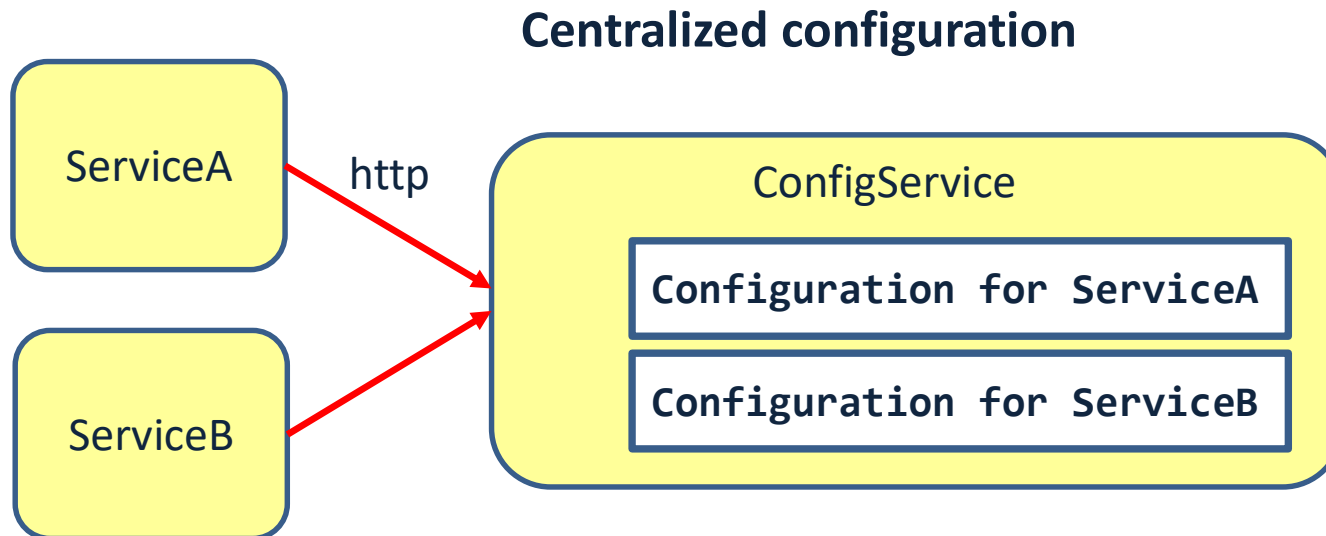 Centralized configuration
ServiceA
http
ConfigService
Configuration for ServiceA
Configuration for ServiceB
ServiceB